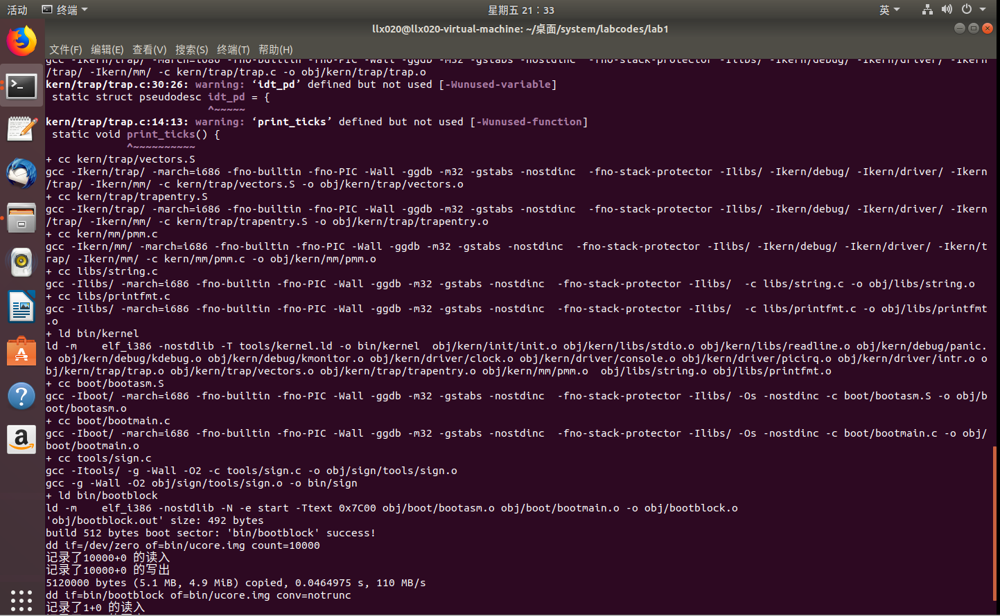 活动 终端 星期五 21：33 英
llx020@llx020-virtual-machine: ~/桌面/system/labcodes/lab1
文件(F) 编辑(E) 查看(V) 搜索(S) 终端(T) 帮助(H)
gcc -Ikern/trap/ -march=i686 -fno-builtin -fno-PIC -Wall -ggdb -m32 -gstabs -nostdinc  -fno-stack-protector -Ilibs/ -Ikern/debug/ -Ikern/driver/ -Ikern
/trap/ -Ikern/mm/ -c kern/trap/trap.c -o obj/kern/trap/trap.o
kern/trap/trap.c:30:26: warning: ‘idt_pd’ defined but not used [-Wunused-variable]
 static struct pseudodesc idt_pd = {
                          ^~~~~~
kern/trap/trap.c:14:13: warning: ‘print_ticks’ defined but not used [-Wunused-function]
 static void print_ticks() {
             ^~~~~~~~~~~
+ cc kern/trap/vectors.S
gcc -Ikern/trap/ -march=i686 -fno-builtin -fno-PIC -Wall -ggdb -m32 -gstabs -nostdinc  -fno-stack-protector -Ilibs/ -Ikern/debug/ -Ikern/driver/ -Ikern
/trap/ -Ikern/mm/ -c kern/trap/vectors.S -o obj/kern/trap/vectors.o
+ cc kern/trap/trapentry.S
gcc -Ikern/trap/ -march=i686 -fno-builtin -fno-PIC -Wall -ggdb -m32 -gstabs -nostdinc  -fno-stack-protector -Ilibs/ -Ikern/debug/ -Ikern/driver/ -Ikern
/trap/ -Ikern/mm/ -c kern/trap/trapentry.S -o obj/kern/trap/trapentry.o
+ cc kern/mm/pmm.c
gcc -Ikern/mm/ -march=i686 -fno-builtin -fno-PIC -Wall -ggdb -m32 -gstabs -nostdinc  -fno-stack-protector -Ilibs/ -Ikern/debug/ -Ikern/driver/ -Ikern/t
rap/ -Ikern/mm/ -c kern/mm/pmm.c -o obj/kern/mm/pmm.o
+ cc libs/string.c
gcc -Ilibs/ -march=i686 -fno-builtin -fno-PIC -Wall -ggdb -m32 -gstabs -nostdinc  -fno-stack-protector -Ilibs/  -c libs/string.c -o obj/libs/string.o
+ cc libs/printfmt.c
gcc -Ilibs/ -march=i686 -fno-builtin -fno-PIC -Wall -ggdb -m32 -gstabs -nostdinc  -fno-stack-protector -Ilibs/  -c libs/printfmt.c -o obj/libs/printfmt
.o
+ ld bin/kernel
ld -m    elf_i386 -nostdlib -T tools/kernel.ld -o bin/kernel  obj/kern/init/init.o obj/kern/libs/stdio.o obj/kern/libs/readline.o obj/kern/debug/panic.
o obj/kern/debug/kdebug.o obj/kern/debug/kmonitor.o obj/kern/driver/clock.o obj/kern/driver/console.o obj/kern/driver/picirq.o obj/kern/driver/intr.o o
bj/kern/trap/trap.o obj/kern/trap/vectors.o obj/kern/trap/trapentry.o obj/kern/mm/pmm.o  obj/libs/string.o obj/libs/printfmt.o
+ cc boot/bootasm.S
gcc -Iboot/ -march=i686 -fno-builtin -fno-PIC -Wall -ggdb -m32 -gstabs -nostdinc  -fno-stack-protector -Ilibs/ -Os -nostdinc -c boot/bootasm.S -o obj/b
oot/bootasm.o
+ cc boot/bootmain.c
gcc -Iboot/ -march=i686 -fno-builtin -fno-PIC -Wall -ggdb -m32 -gstabs -nostdinc  -fno-stack-protector -Ilibs/ -Os -nostdinc -c boot/bootmain.c -o obj/
boot/bootmain.o
+ cc tools/sign.c
gcc -Itools/ -g -Wall -O2 -c tools/sign.c -o obj/sign/tools/sign.o
gcc -g -Wall -O2 obj/sign/tools/sign.o -o bin/sign
+ ld bin/bootblock
ld -m    elf_i386 -nostdlib -N -e start -Ttext 0x7C00 obj/boot/bootasm.o obj/boot/bootmain.o -o obj/bootblock.o
'obj/bootblock.out' size: 492 bytes
build 512 bytes boot sector: 'bin/bootblock' success!
dd if=/dev/zero of=bin/ucore.img count=10000
记录了10000+0 的读入
记录了10000+0 的写出
5120000 bytes (5.1 MB, 4.9 MiB) copied, 0.0464975 s, 110 MB/s
dd if=bin/bootblock of=bin/ucore.img conv=notrunc
记录了1+0 的读入